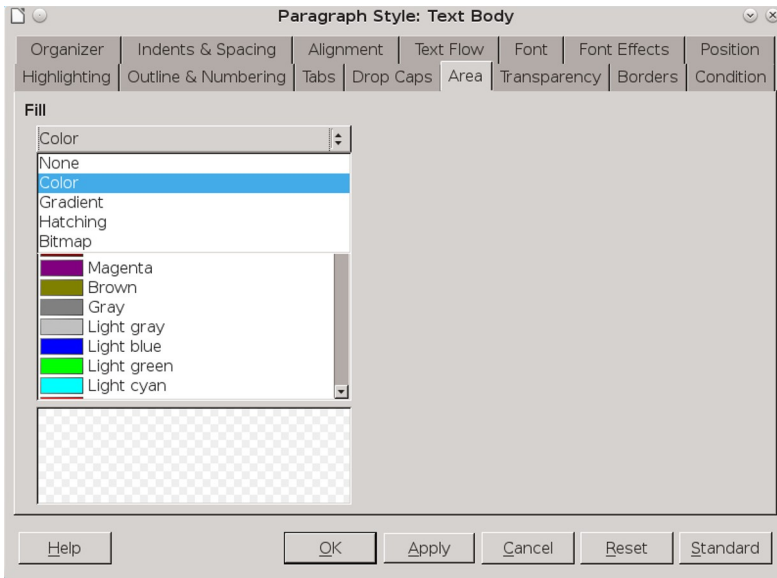 Paragraph Style: Text Body
Organizer Indents & Spacing Alignment Text Flow Font Font Effects Position
Highlighting Outline & Numbering Tabs Drop Caps Area Transparency Borders Condition
Fill
Color
None
Color
Gradient
Hatching
Bitmap
Magenta
Brown
Gray
Light gray
Light blue
Light green
Light cyan
Help OK Apply Cancel Reset Standard